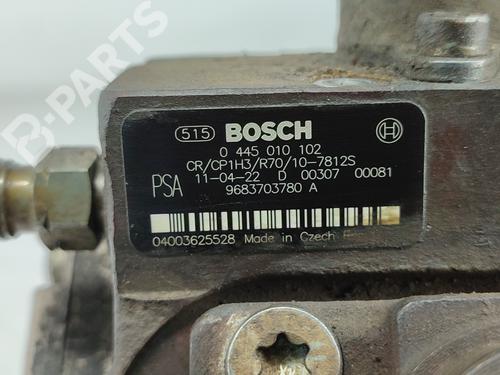 B-PARTS
515 BOSCH
0 445 010 102
CR/CP1H3/R70/10-7812S
PSA 11-04-22 D 00307 00081
9683703780 A
04003625528 Made in Czech